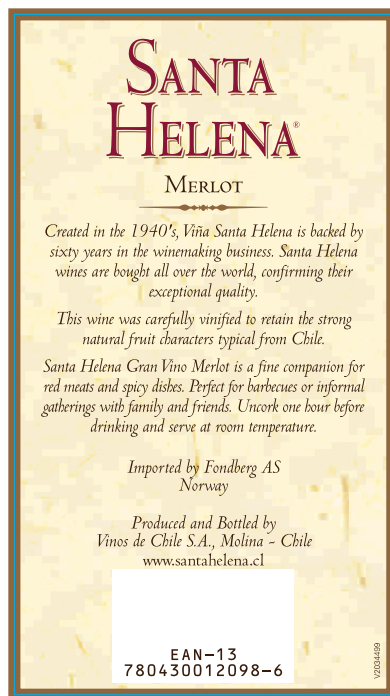 SANTA
HELENA®
MERLOT
Created in the 1940's, Viña Santa Helena is backed by
sixty years in the winemaking business. Santa Helena
wines are bought all over the world, confirming their
exceptional quality.
This wine was carefully vinified to retain the strong
natural fruit characters typical from Chile.
Santa Helena Gran Vino Merlot is a fine companion for
red meats and spicy dishes. Perfect for barbecues or informal
gatherings with family and friends. Uncork one hour before
drinking and serve at room temperature.
Imported by Fondberg AS
Norway
Produced and Bottled by
Vinos de Chile S.A., Molina - Chile
www.santahelena.cl
EAN-13
780430012098-6
V2034499